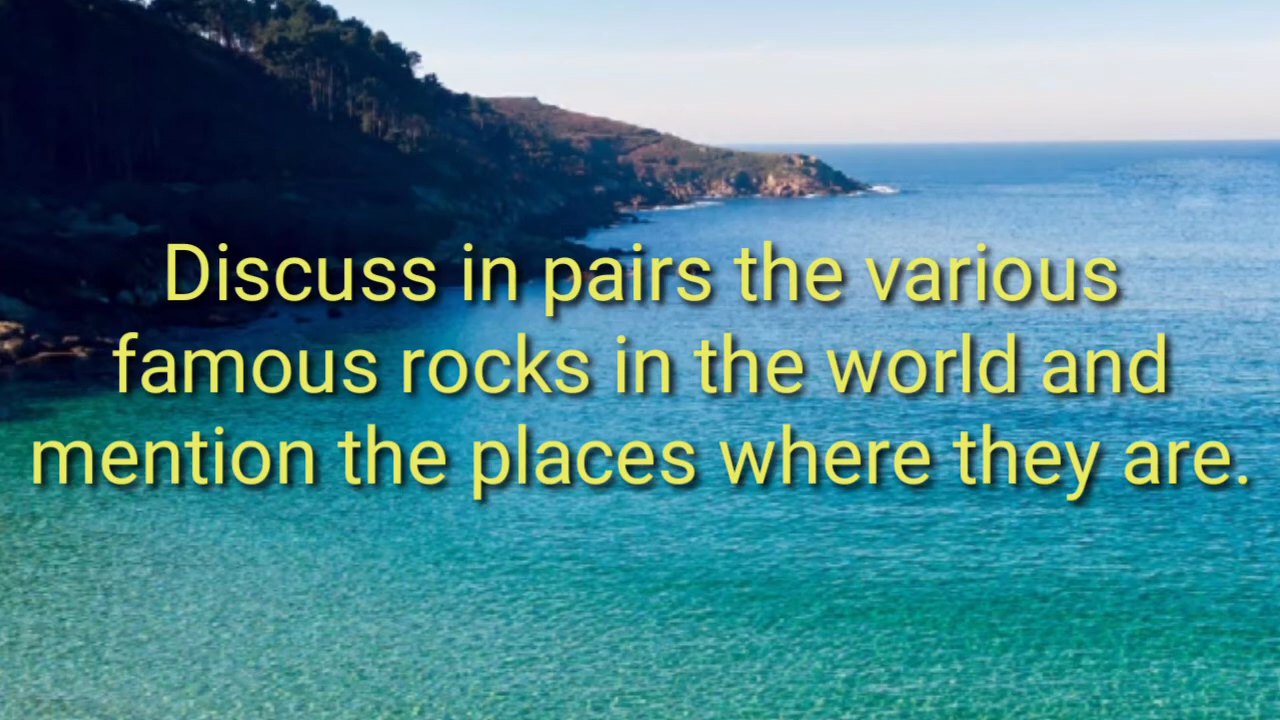 Discuss in pairs the various
famous rocks in the world and
mention the places where they are.